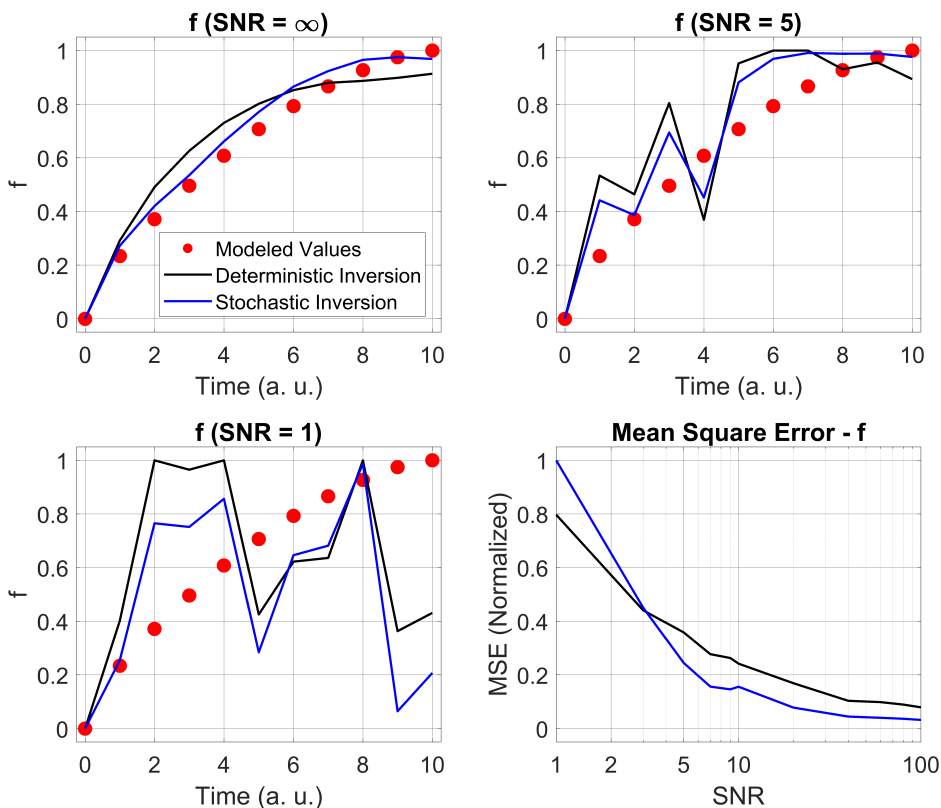 f (SNR = ∞)
1
0.8
0.6
0.4
0.2
0
f
Modeled Values
Deterministic Inversion
Stochastic Inversion
0 2 4 6 8 10
Time (a. u.)
f (SNR = 5)
1
0.8
0.6
0.4
0.2
0
f
0 2 4 6 8 10
Time (a. u.)
f (SNR = 1)
1
0.8
0.6
0.4
0.2
0
f
0 2 4 6 8 10
Time (a. u.)
Mean Square Error - f
1
0.8
0.6
0.4
0.2
0
MSE (Normalized)
1 2 5 10 100
SNR